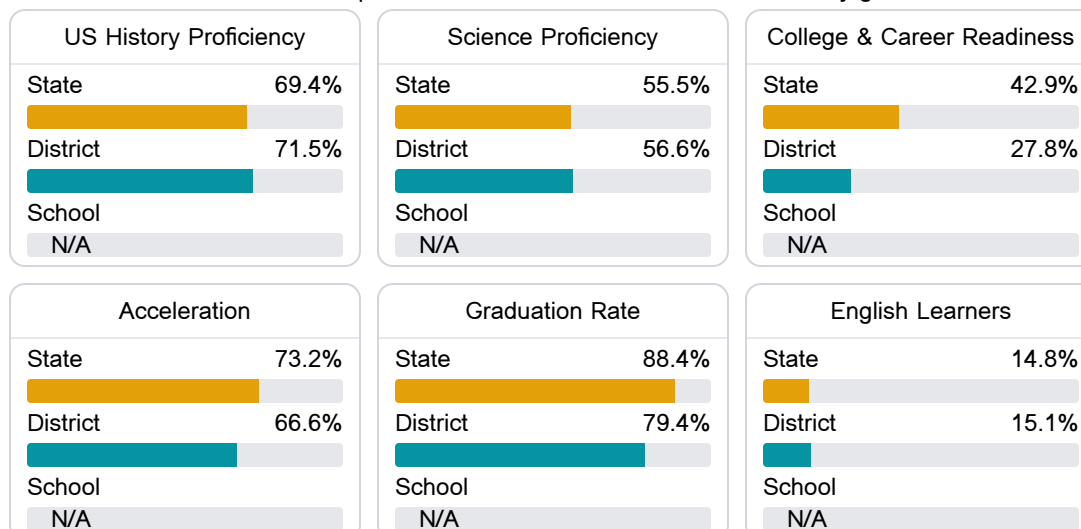 US History Proficiency
State 69.4%
District 71.5%
School
N/A
Science Proficiency
State 55.5%
District 56.6%
School
N/A
College & Career Readiness
State 42.9%
District 27.8%
School
N/A
Acceleration
State 73.2%
District 66.6%
School
N/A
Graduation Rate
State 88.4%
District 79.4%
School
N/A
English Learners
State 14.8%
District 15.1%
School
N/A